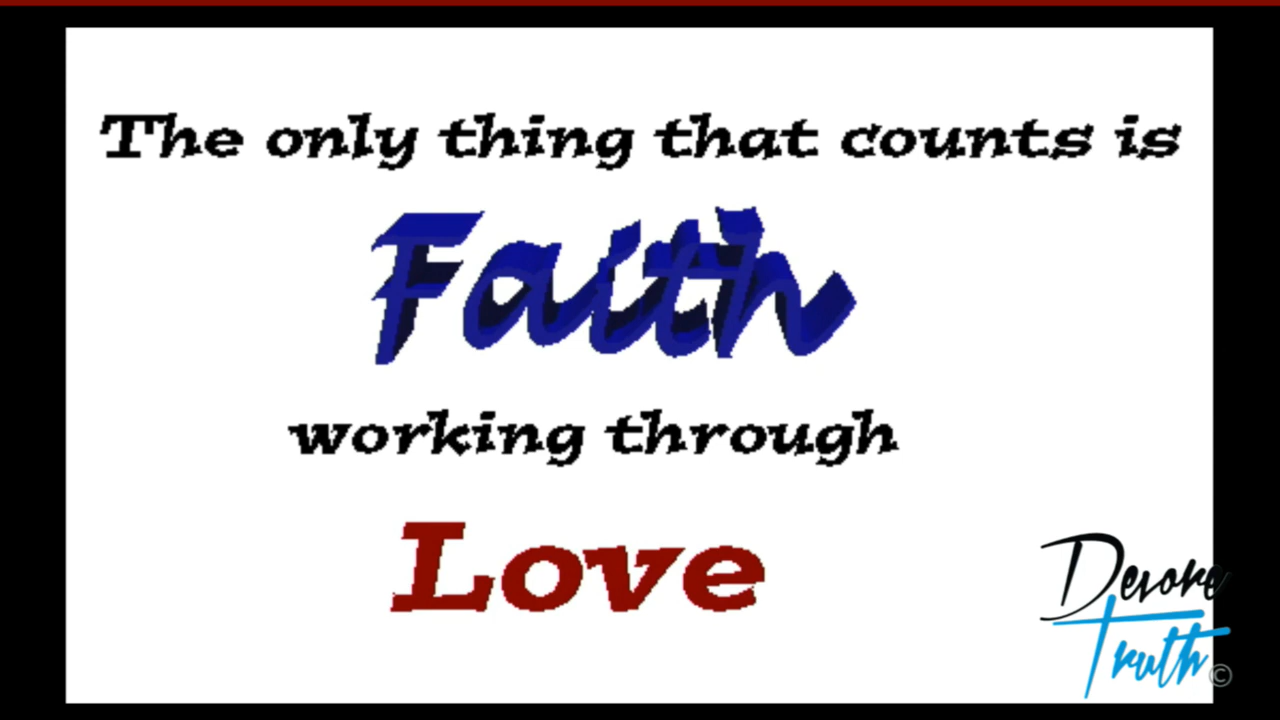 The only thing that counts is
Faith
working through
Love
Devore
Truth
©